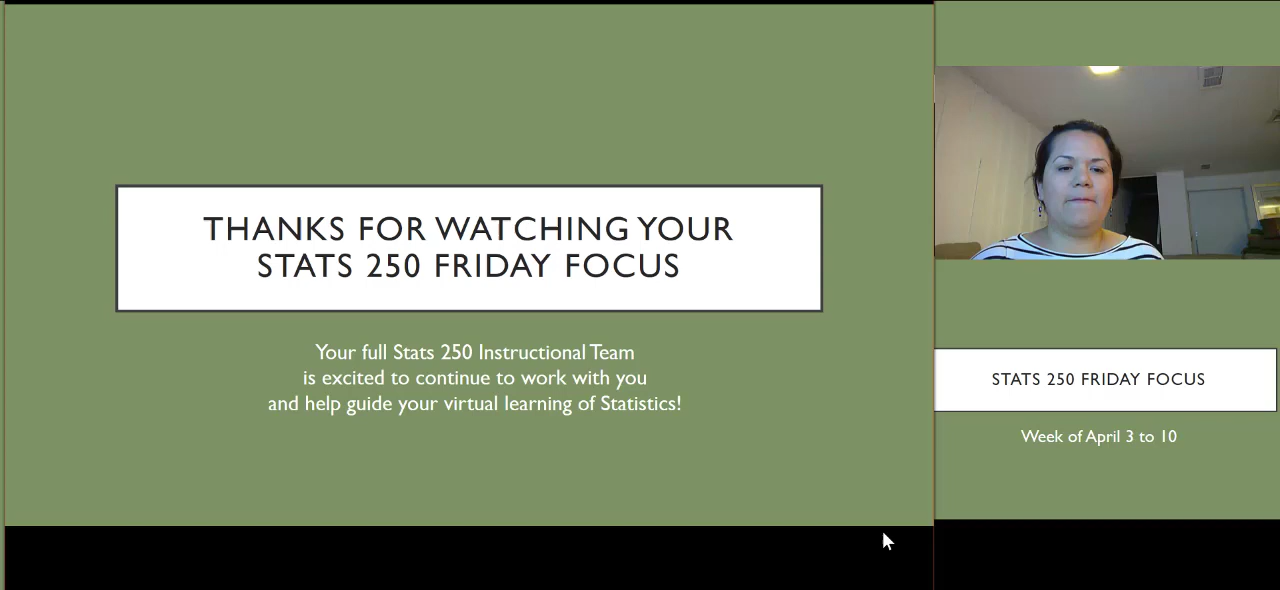 THANKS FOR WATCHING YOUR
STATS 250 FRIDAY FOCUS
Your full Stats 250 Instructional Team
is excited to continue to work with you
and help guide your virtual learning of Statistics!
STATS 250 FRIDAY FOCUS
Week of April 3 to 10